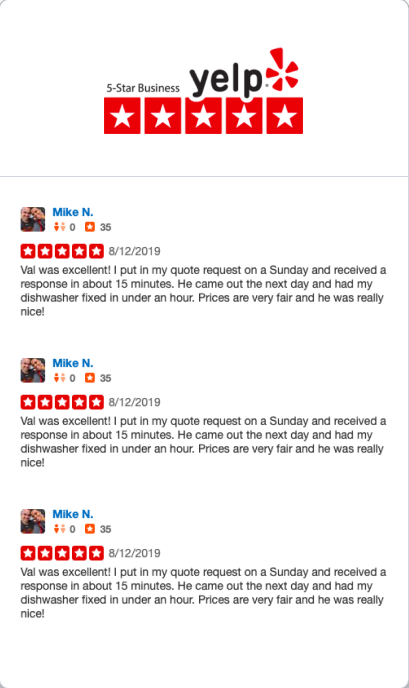 5-Star Business yelp
Mike N.
0 35
8/12/2019
Val was excellent! I put in my quote request on a Sunday and received a
response in about 15 minutes. He came out the next day and had my
dishwasher fixed in under an hour. Prices are very fair and he was really
nice!
Mike N.
0 35
8/12/2019
Val was excellent! I put in my quote request on a Sunday and received a
response in about 15 minutes. He came out the next day and had my
dishwasher fixed in under an hour. Prices are very fair and he was really
nice!
Mike N.
0 35
8/12/2019
Val was excellent! I put in my quote request on a Sunday and received a
response in about 15 minutes. He came out the next day and had my
dishwasher fixed in under an hour. Prices are very fair and he was really
nice!